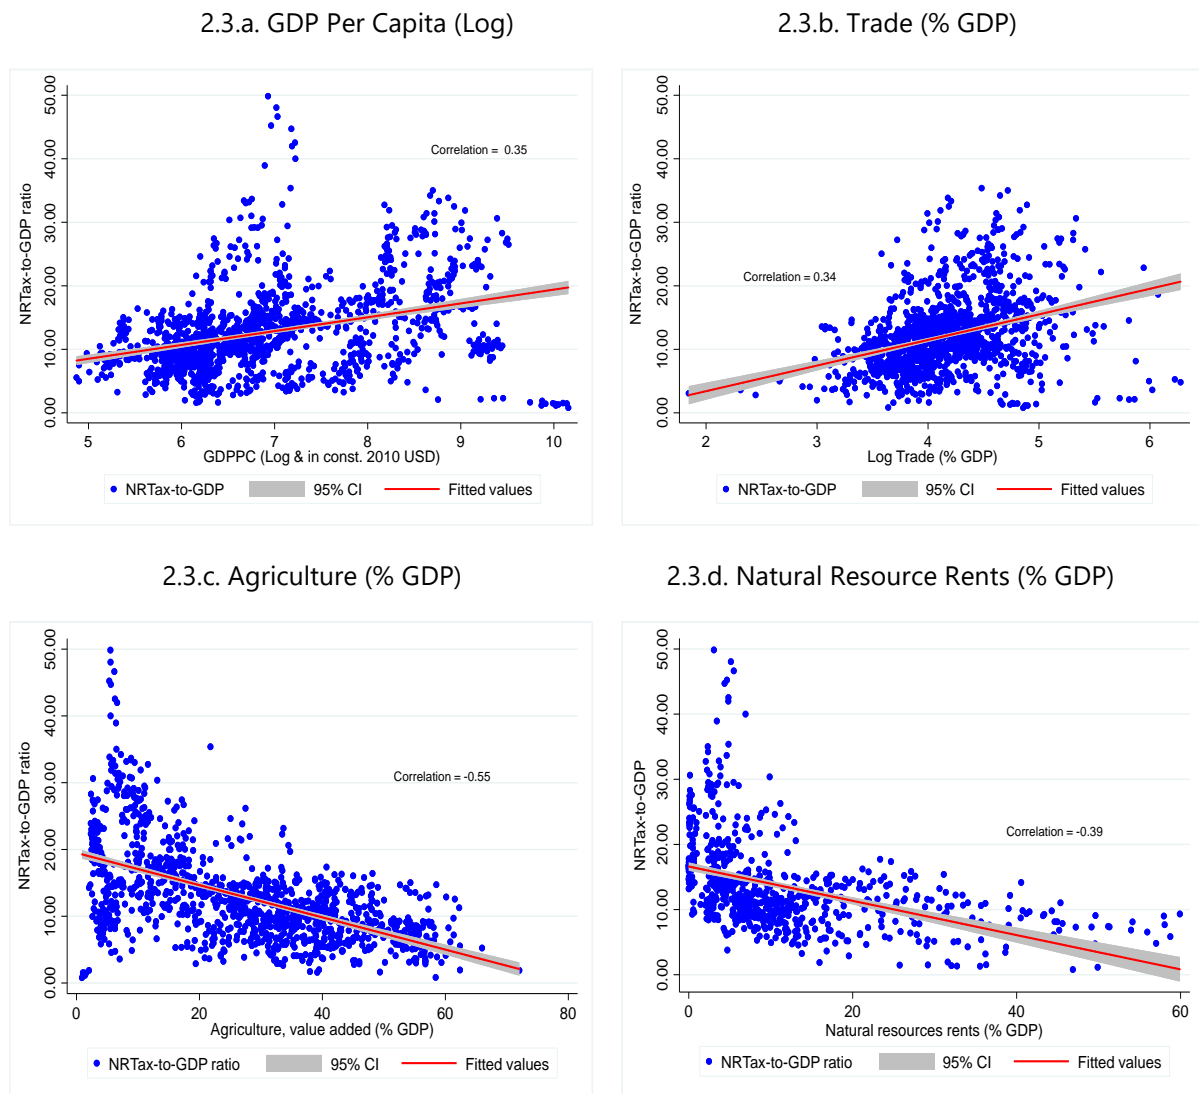 2.3.a. GDP Per Capita (Log)
2.3.b. Trade (% GDP)
NRTax-to-GDP ratio
50.00
40.00
30.00
20.00
10.00
0.00
Correlation = 0.35
5 6 7 8 9 10
GDPPC (Log & in const. 2010 USD)
NRTax-to-GDP 95% CI Fitted values
NRTax-to-GDP ratio
50.00
40.00
30.00
20.00
10.00
0.00
Correlation = 0.34
2 3 4 5 6
Log Trade (% GDP)
NRTax-to-GDP 95% CI Fitted values
2.3.c. Agriculture (% GDP)
2.3.d. Natural Resource Rents (% GDP)
NRTax-to-GDP ratio
50.00
40.00
30.00
20.00
10.00
0.00
Correlation = -0.55
0 20 40 60 80
Agriculture, value added (% GDP)
NRTax-to-GDP ratio 95% CI Fitted values
NRTax-to-GDP
50.00
40.00
30.00
20.00
10.00
0.00
Correlation = -0.39
0 20 40 60
Natural resources rents (% GDP)
NRTax-to-GDP ratio 95% CI Fitted values